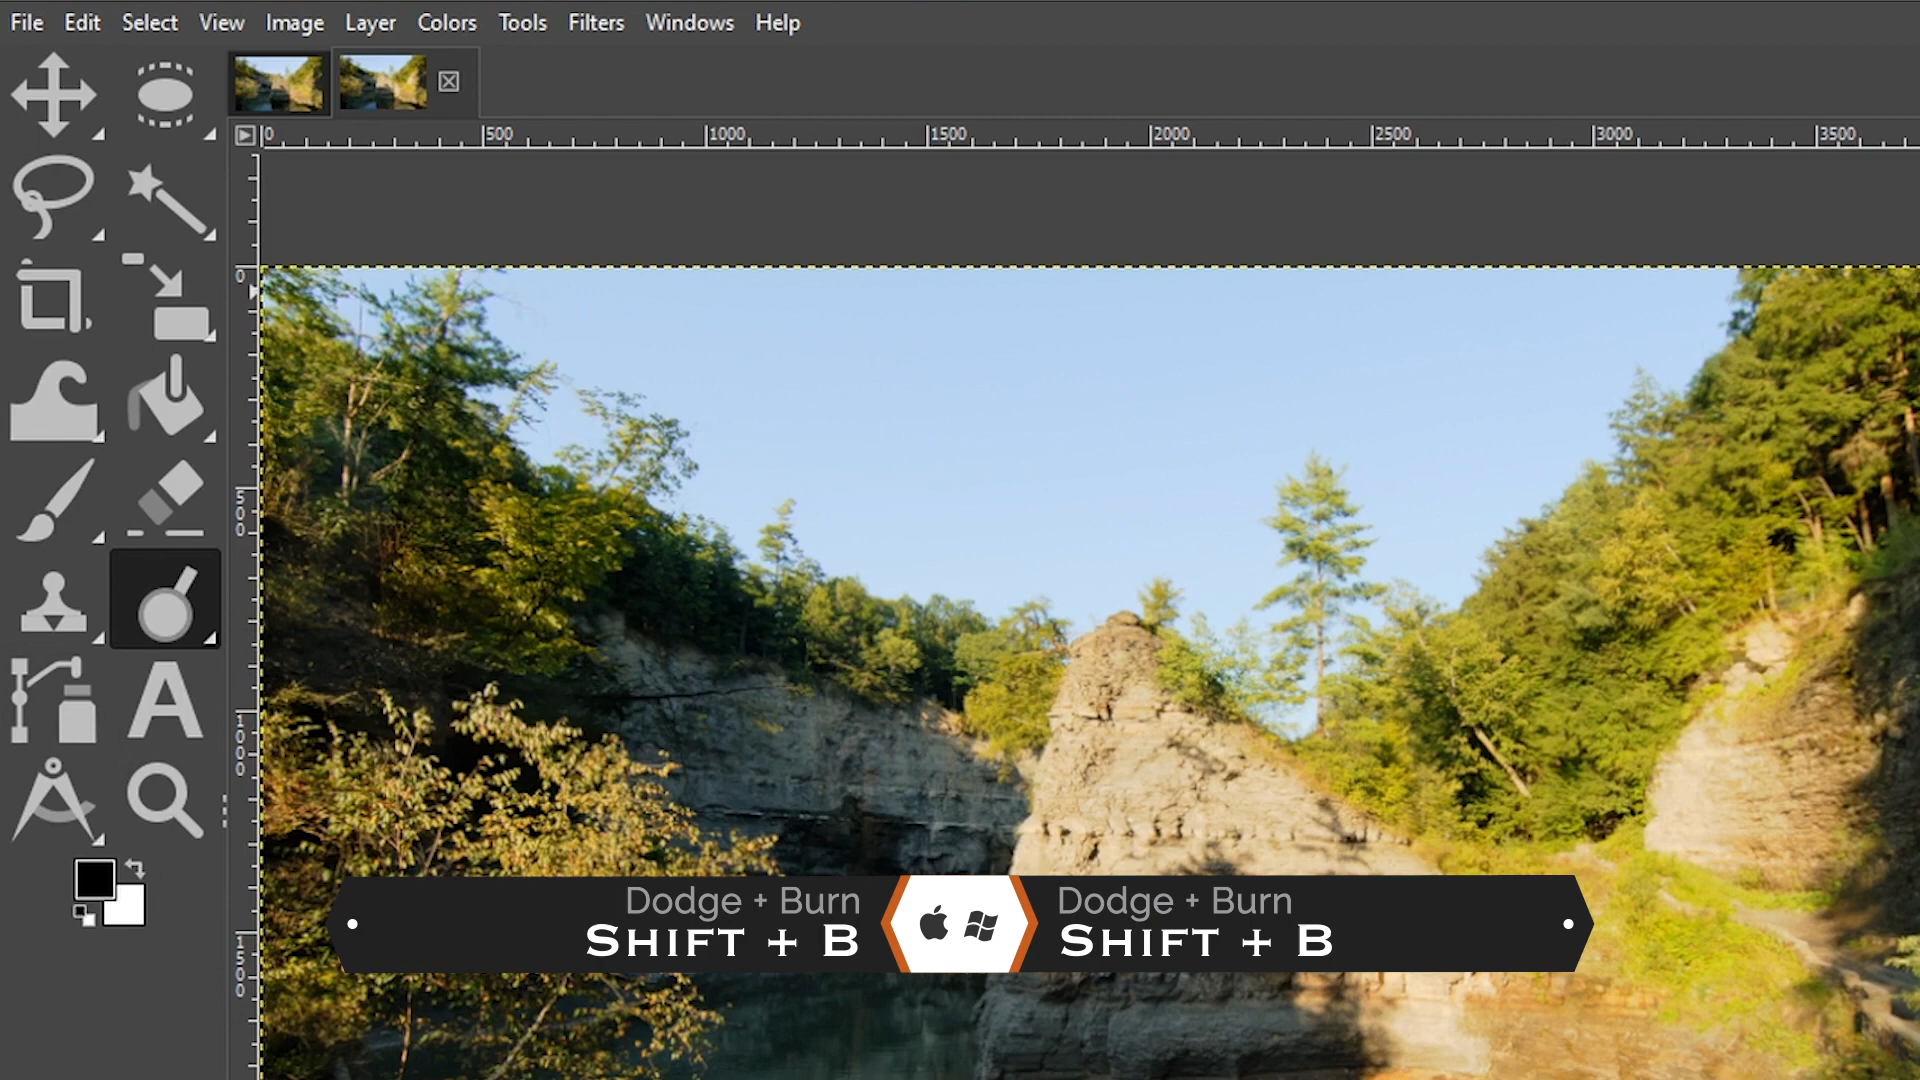 File Edit Select View Image Layer Colors Tools Filters Windows Help
0 500 1000 1500 2000 2500 3000 3500
0
500
1000
Dodge + Burn
Shift + B
Dodge + Burn
Shift + B
1500